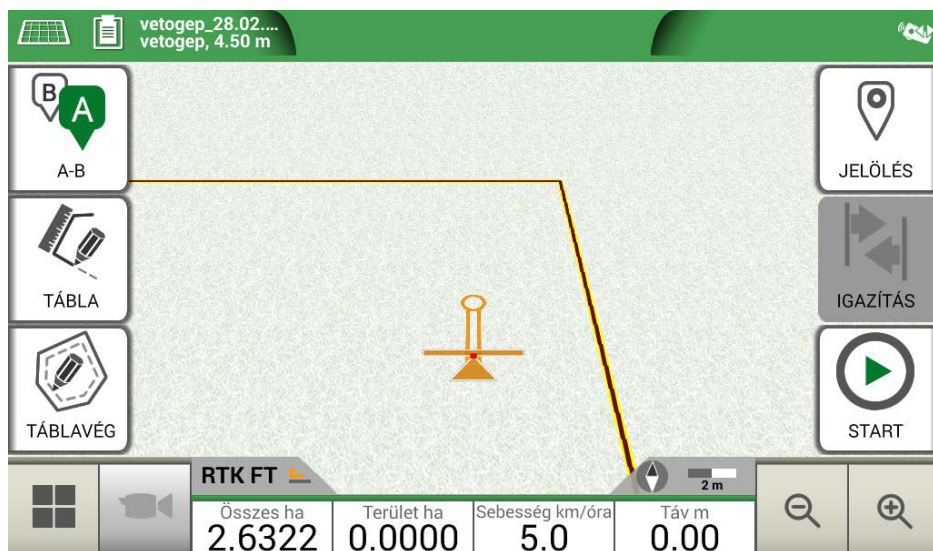 vetogep_28.02....
vetogep, 4.50 m
B
A
A-B
JELÖLÉS
TÁBLA
IGAZÍTÁS
TÁBLAVÉG
START
RTK FT
2 m
Összes ha
2.6322
Terület ha
0.0000
Sebesség km/óra
5.0
Táv m
0.00